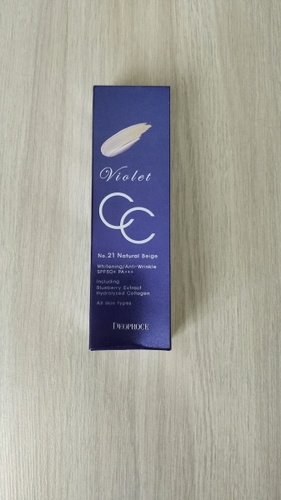 Violet
CC
No.21 Natural Beige
Whitening/Anti-Wrinkle
SPF50+ PA+++
Including
Blueberry Extract
Hydrolyzed Collagen
All skin types
DEOPROCE